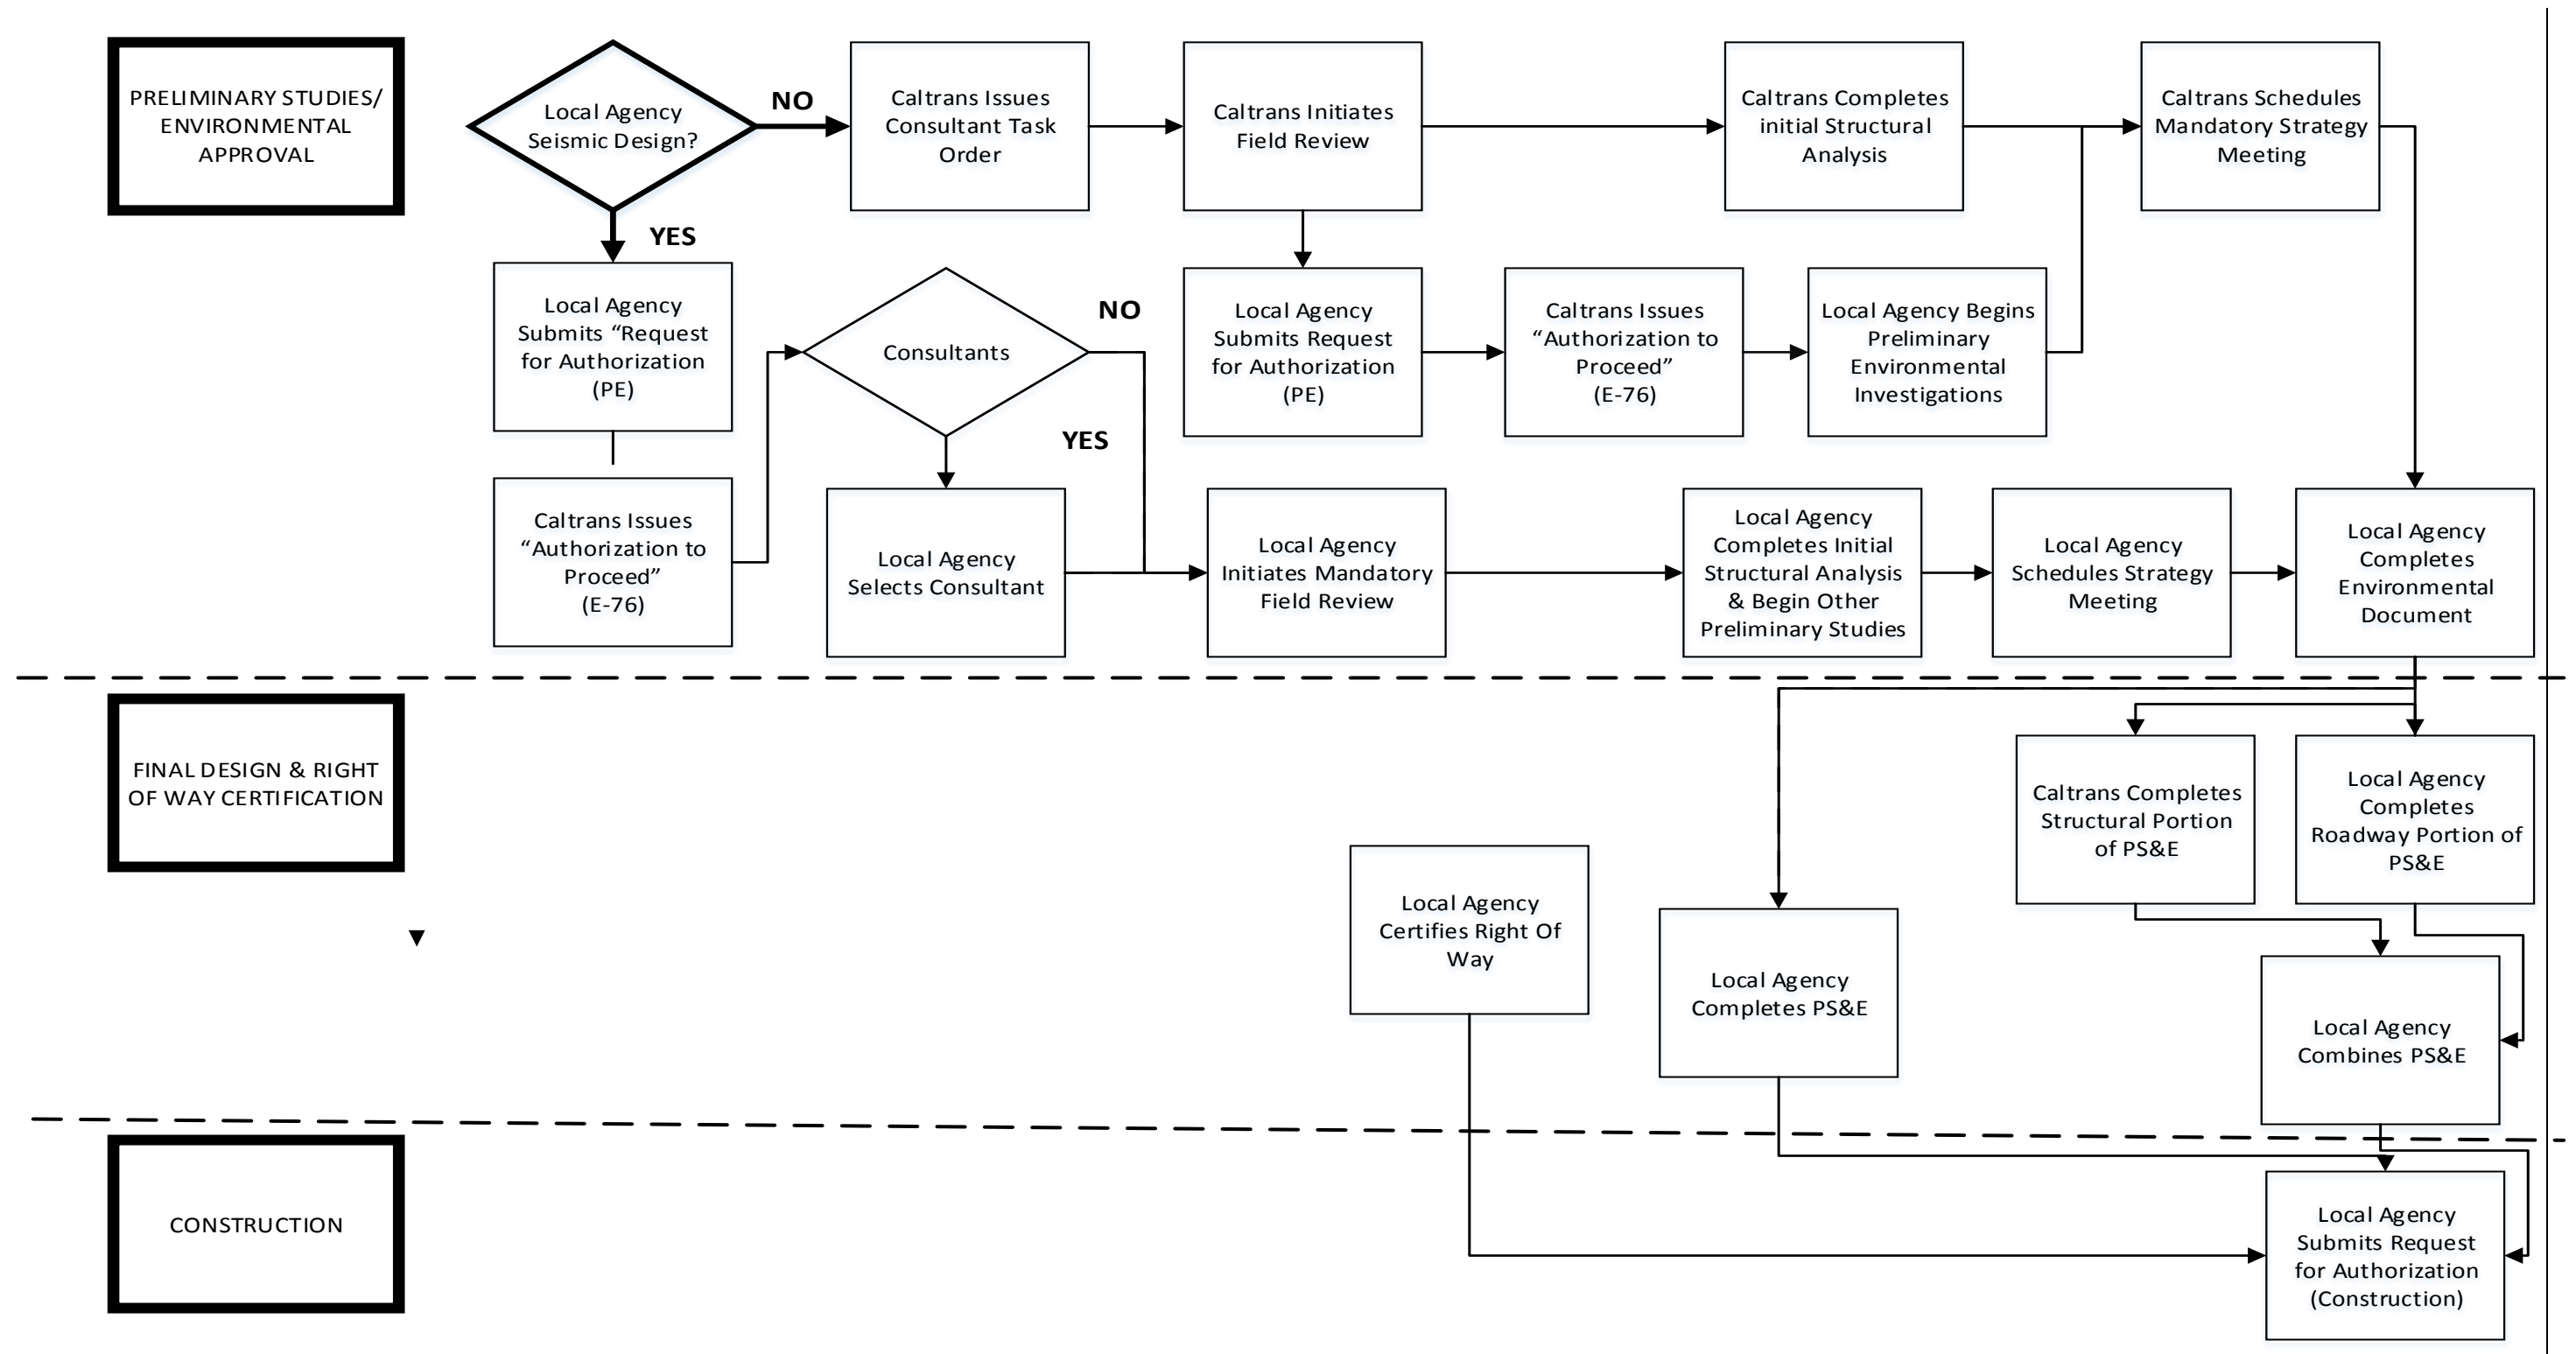 PRELIMINARY STUDIES/
ENVIRONMENTAL
APPROVAL
Local Agency
Seismic Design?
NO
Caltrans Issues
Consultant Task
Order
Caltrans Initiates
Field Review
Caltrans Completes
initial Structural
Analysis
Caltrans Schedules
Mandatory Strategy
Meeting
YES
Local Agency
Submits “Request
for Authorization
(PE)
Consultants
NO
YES
Local Agency
Submits Request
for Authorization
(PE)
Caltrans Issues
“Authorization to
Proceed”
(E-76)
Local Agency Begins
Preliminary
Environmental
Investigations
Caltrans Issues
“Authorization to
Proceed”
(E-76)
Local Agency
Selects Consultant
Local Agency
Initiates Mandatory
Field Review
Local Agency
Completes Initial
Structural Analysis
& Begin Other
Preliminary Studies
Local Agency
Schedules Strategy
Meeting
Local Agency
Completes
Environmental
Document
FINAL DESIGN & RIGHT
OF WAY CERTIFICATION
Local Agency
Certifies Right Of
Way
Local Agency
Completes PS&E
Caltrans Completes
Structural Portion
of PS&E
Local Agency
Completes
Roadway Portion of
PS&E
Local Agency
Combines PS&E
CONSTRUCTION
Local Agency
Submits Request
for Authorization
(Construction)